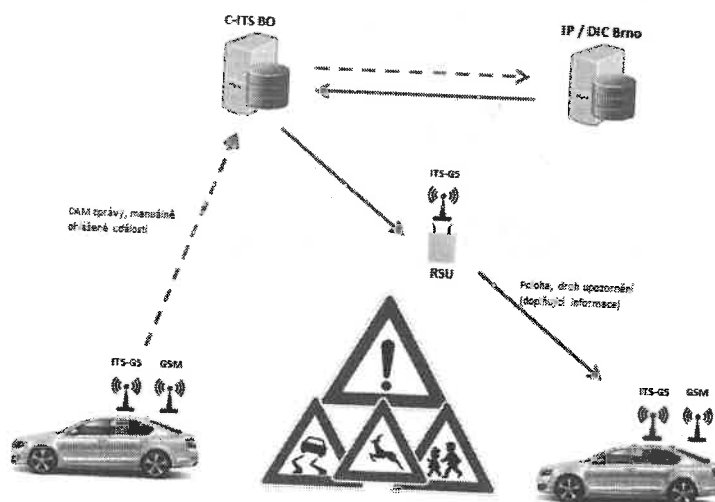 C-ITS BO
IP / DIC Brno
ITS-G5
CAM zprávy, manuálně
ohlášené události
RSU
Poloha, druh upozornění
(doplňující informace)
ITS-G5
GSM
ITS-G5
GSM